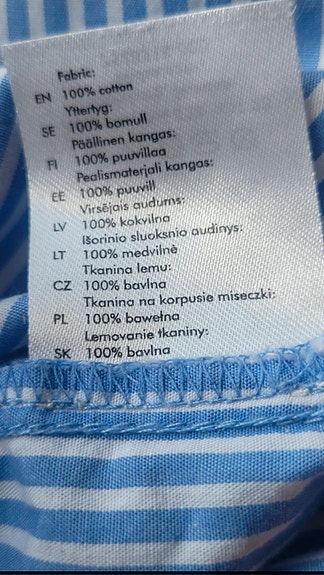 Fabric:
EN 100% cotton
Yttertyg:
SE 100% bomull
Päällinen kangas:
FI 100% puuvillaa
Pealismaterjali kangas:
EE 100% puuvill
Virsējais audums:
LV 100% kokvilna
Išorinio sluoksnio audinys:
LT 100% medvilnė
Tkanina lemu:
CZ 100% bavlna
Tkanina na korpusie miseczki:
PL 100% bawełna
Lemovanie tkaniny:
SK 100% bavlna